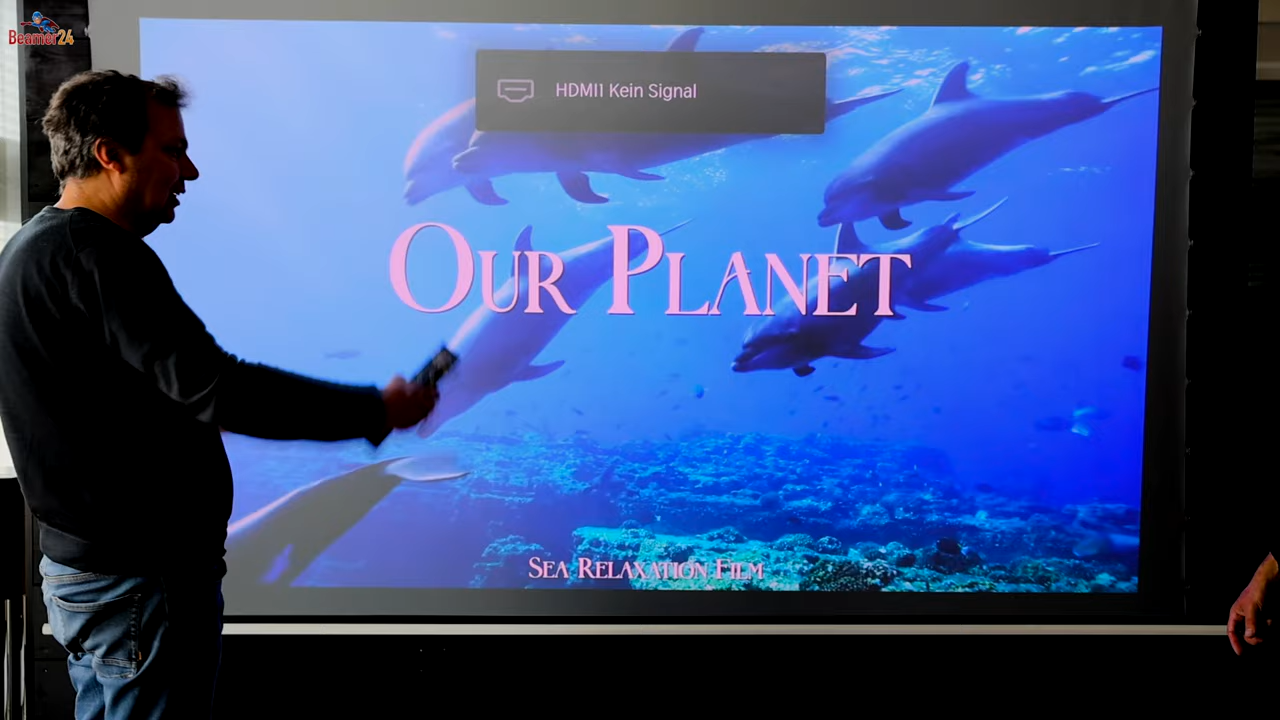 Beamer24
HDMI1 Kein Signal
OUR PLANET
SEA RELAXATION FILM